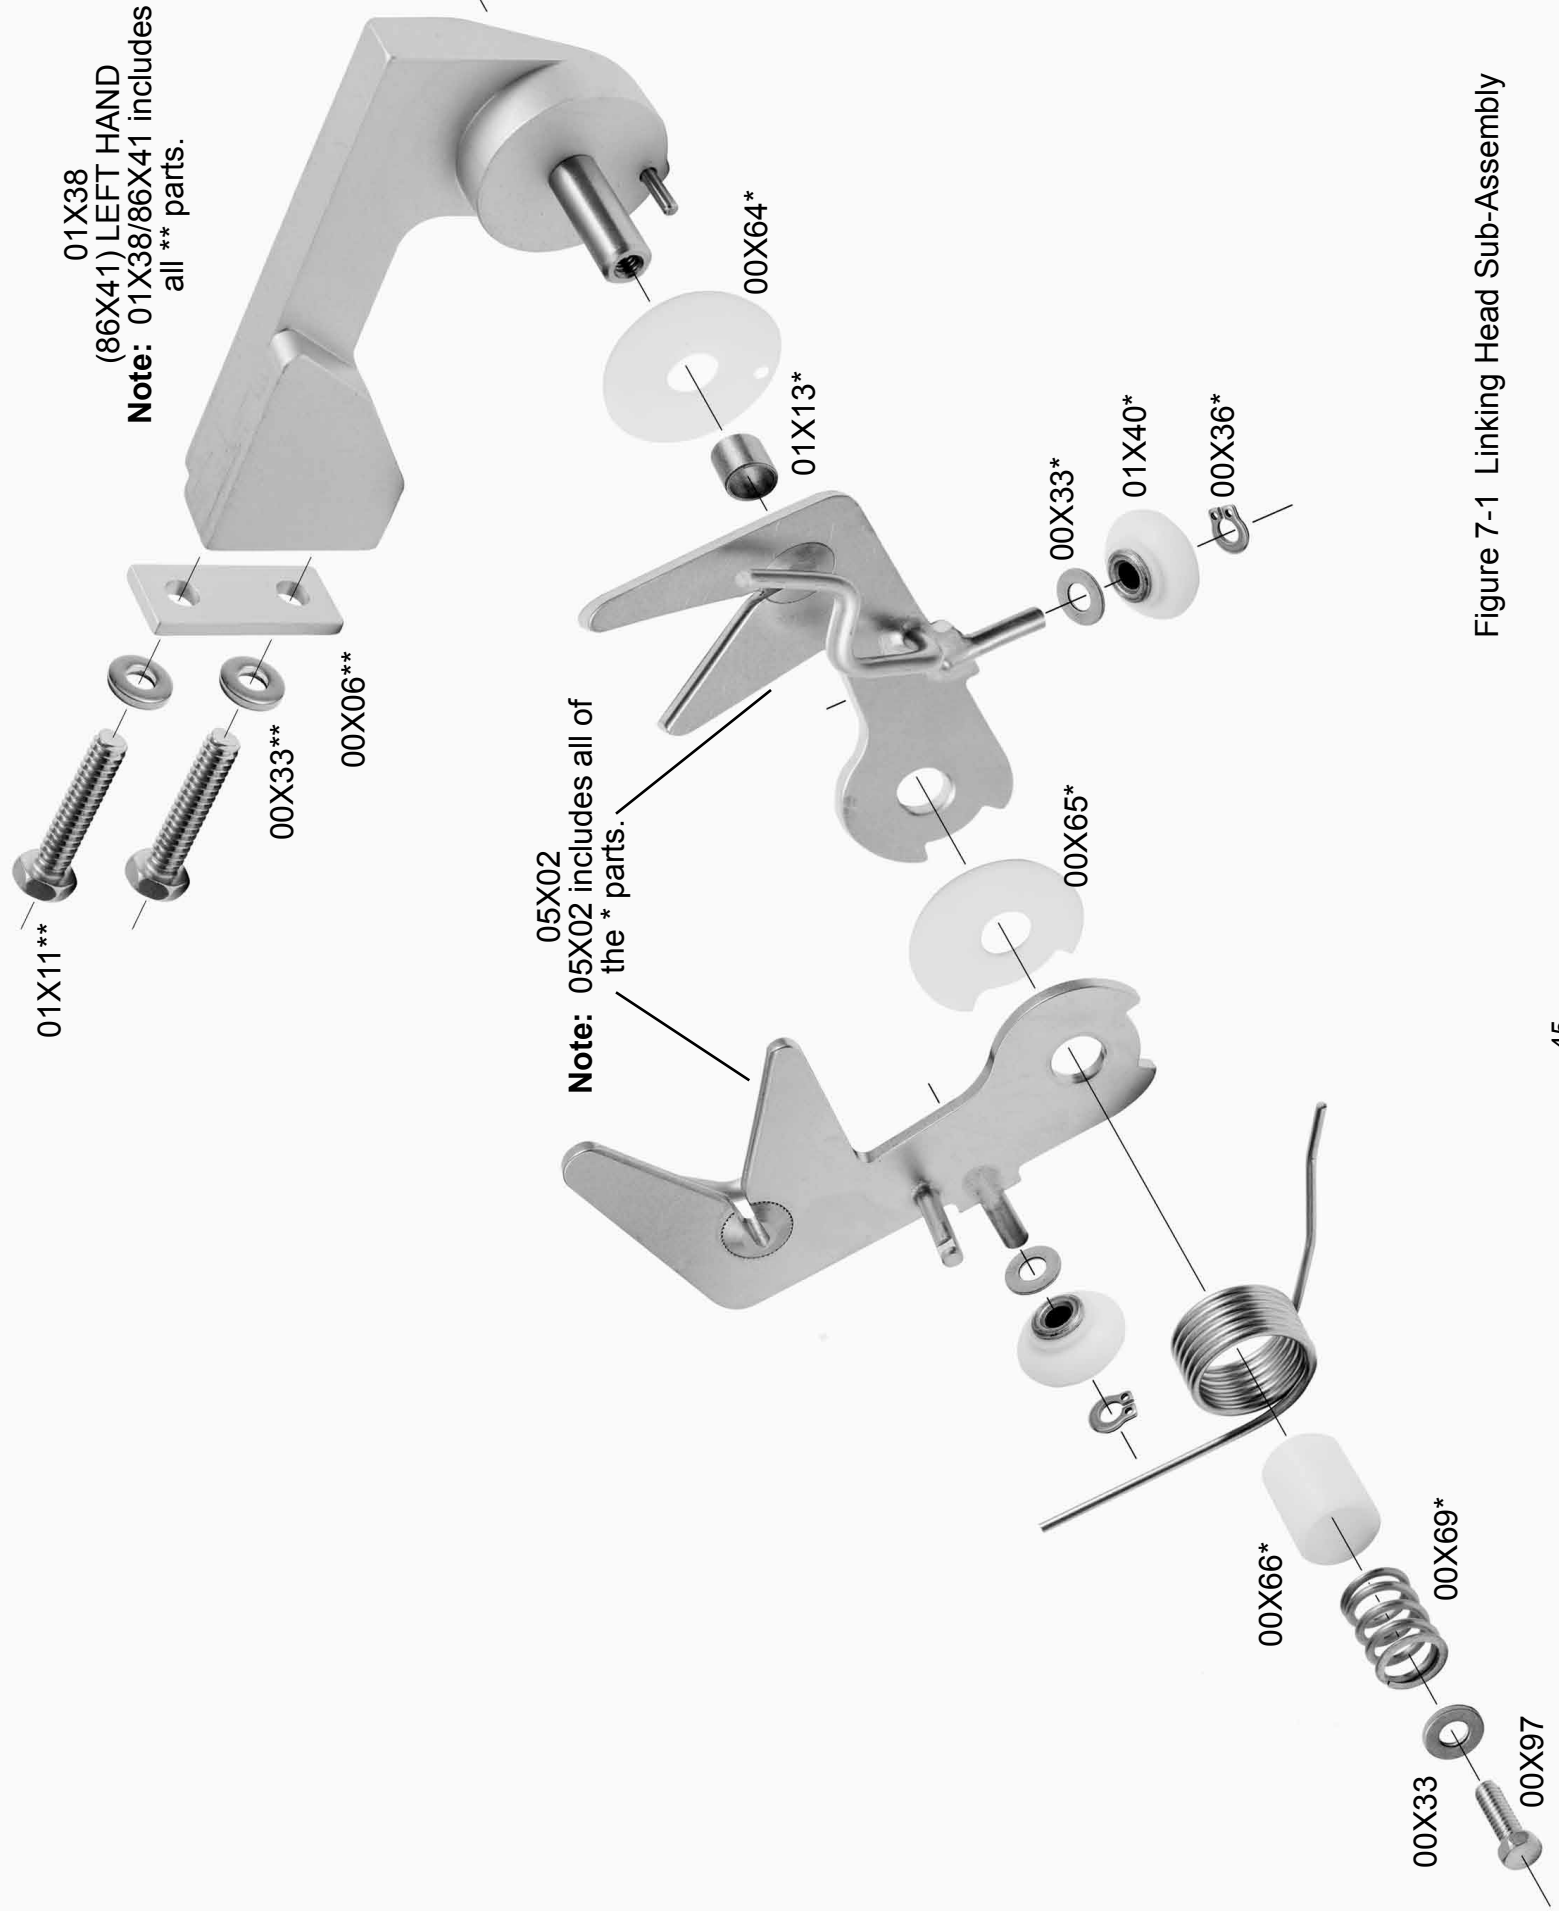 01X38
(86X41) LEFT HAND
Note: 01X38/86X41 includes
all ** parts.
01X11**
00X33**
00X06**
00X64*
01X13*
05X02
Note: 05X02 includes all of
the * parts.
00X33*
01X40*
00X36*
00X65*
00X66*
00X69*
00X33
00X97
Figure 7-1 Linking Head Sub-Assembly
45